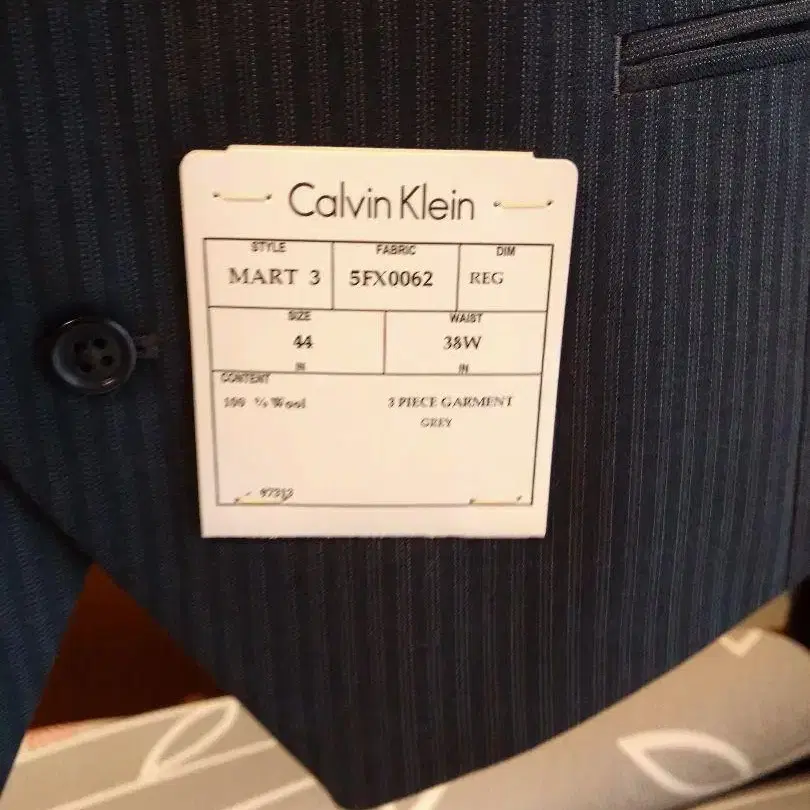 Calvin Klein
STYLE FABRIC DIM
MART 3 5FX0062 REG
SIZE WAIST
44 38W
IN IN
CONTENT
100 % Wool 3 PIECE GARMENT
GREY
- 97313